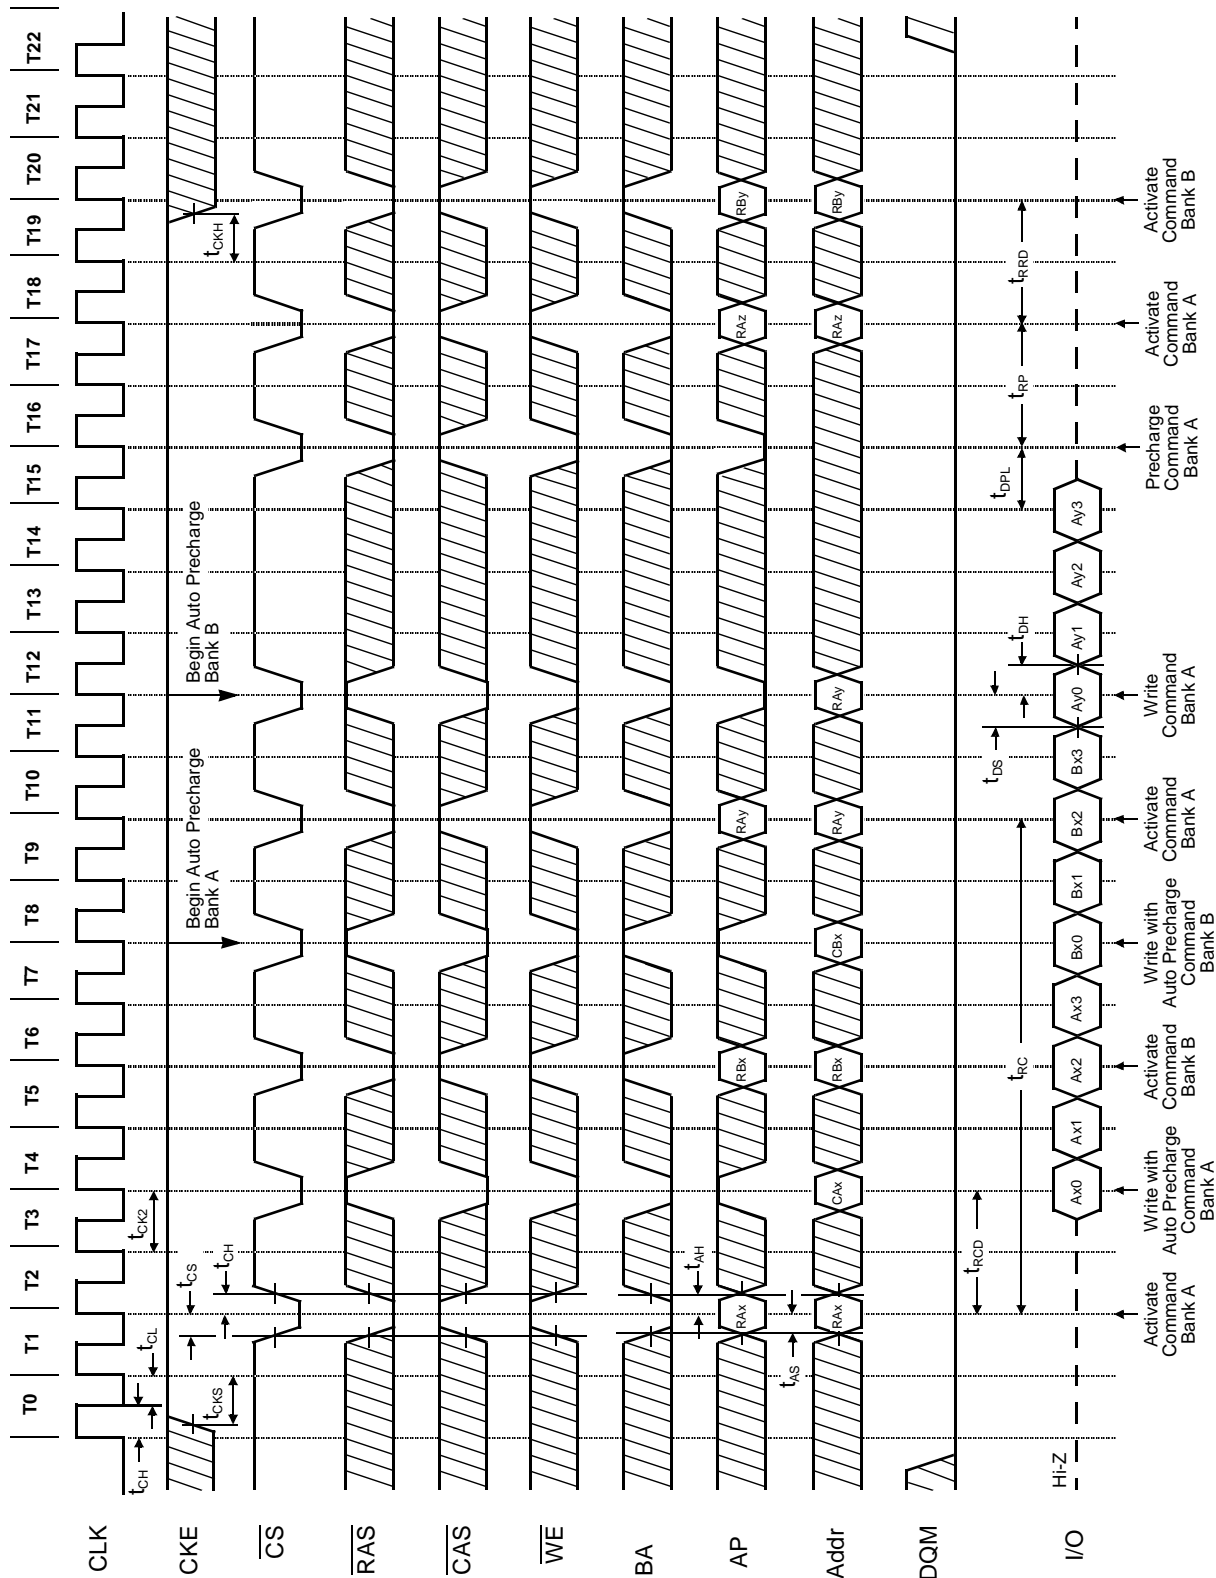 T0 T1 T2 T3 T4 T5 T6 T7 T8 T9 T10 T11 T12 T13 T14 T15 T16 T17 T18 T19 T20 T21 T22
CLK
tCH
tCL
tCK2
CKE
tCKS
Begin Auto Precharge
Bank A
Begin Auto Precharge
Bank B
tCKH
CS
tCS
tCH
RAS
CAS
WE
BA
tAH
AP
RAx RBx RAy RAz RBy
tAS
Addr
RAx CAx RBx CBx RAy RAy RAz RBy
DQM
tRCD
tDS
tDPL
tRC
tDH
tRP
tRRD
I/O
Hi-Z
Ax0 Ax1 Ax2 Ax3 Bx0 Bx1 Bx2 Bx3 Ay0 Ay1 Ay2 Ay3
Activate
Command
Bank A
Write with
Auto Precharge
Command
Bank A
Activate
Command
Bank B
Write with
Auto Precharge
Command
Bank B
Activate
Command
Bank A
Write
Command
Bank A
Precharge
Command
Bank A
Activate
Command
Bank A
Activate
Command
Bank B